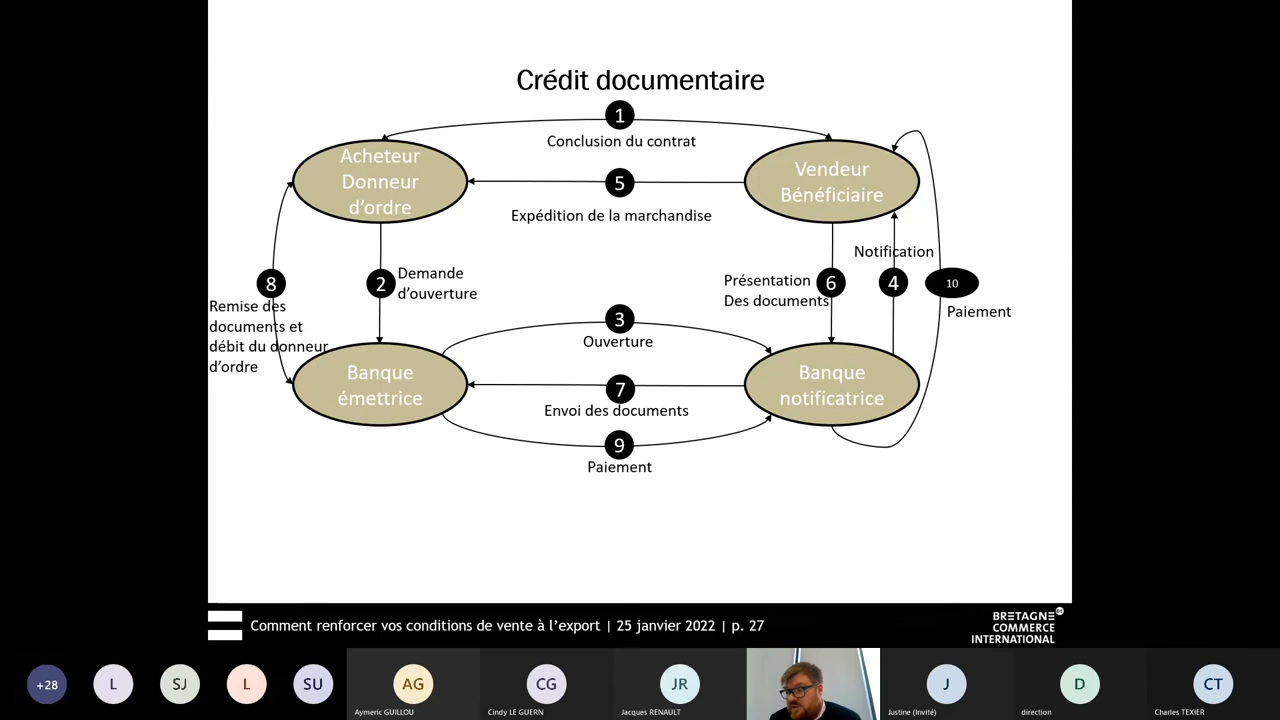 Crédit documentaire
1
Conclusion du contrat
Acheteur
Donneur
d'ordre
Vendeur
Bénéficiaire
5
Expédition de la marchandise
Notification
8
2
Demande
d'ouverture
Présentation
Des documents
6
4
10
Paiement
Remise des
documents et
débit du donneur
d'ordre
3
Ouverture
Banque
émettrice
Banque
notificatrice
7
Envoi des documents
9
Paiement
Comment renforcer vos conditions de vente à l'export | 25 janvier 2022 | p. 27
BRETAGNE
COMMERCE
INTERNATIONAL
+28
L
SJ
L
SU
AG
CG
JR
J
D
CT
Aymeric GUILLOU
Cindy LE GUERN
Jacques RENAULT
Justine (Invité)
direction
Charles TEXIER